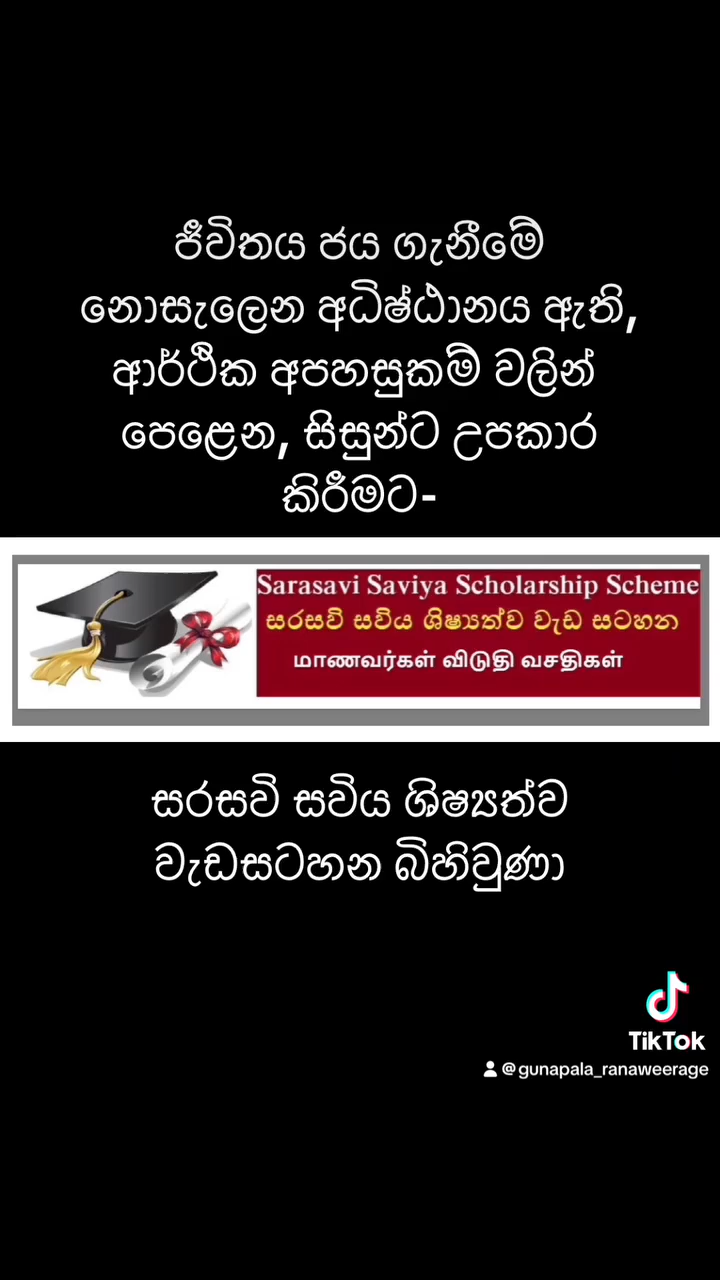 ජීවිතය ජය ගැනීමේ
නොසැලෙන අධිෂ්ඨානය ඇති,
ආර්ථික අපහසුකම් වලින්
පෙළෙන, සිසුන්ට උපකාර
කිරීමට-
Sarasavi Saviya Scholarship Scheme
සරසවි සවිය ශිෂ්‍යත්ව වැඩ සටහන
மாணவர்கள் விடுதி வசதிகள்
සරසවි සවිය ශිෂ්‍යත්ව
වැඩසටහන බිහිවුණා
TikTok
@gunapala_ranaweerage